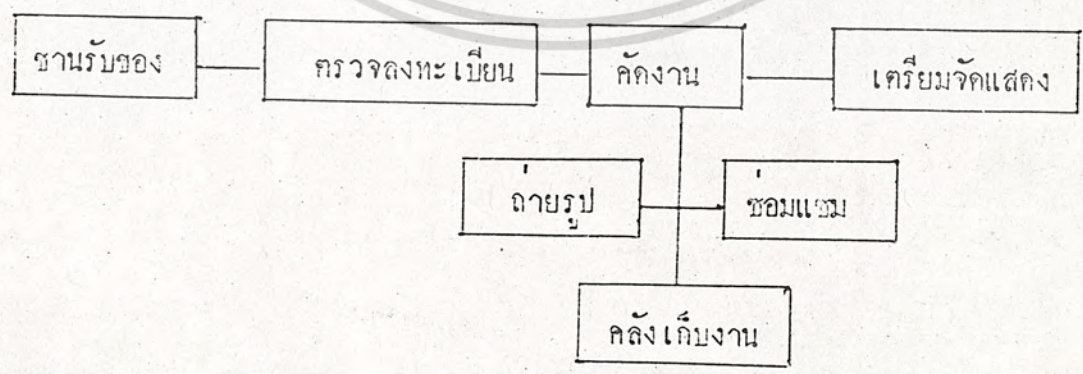 ชานรับของ
ตรวจลงทะเบียน
คัดงาน
เตรียมจัดแสดง
ถ่ายรูป
ซ่อมแซม
คลังเก็บงาน